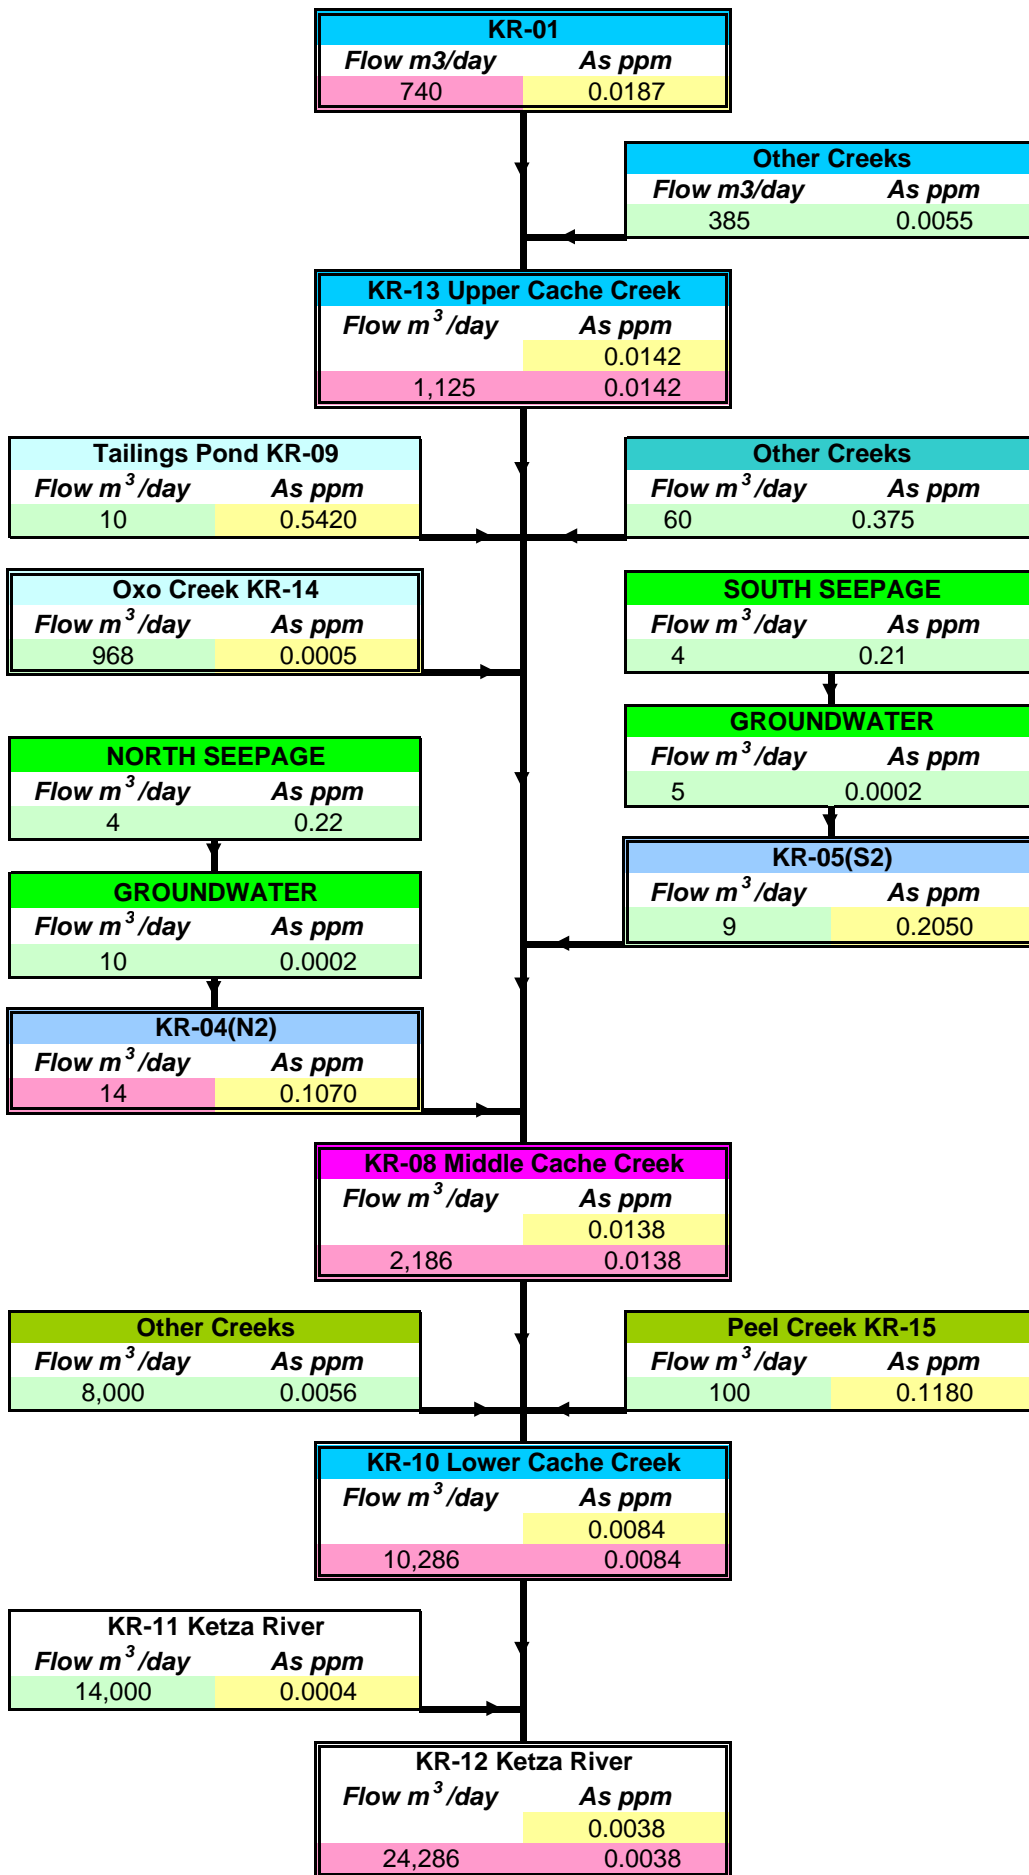 KR-01
Flow m3/day As ppm
740 0.0187
Other Creeks
Flow m3/day As ppm
385 0.0055
KR-13 Upper Cache Creek
Flow m³/day As ppm
0.0142
1,125 0.0142
Tailings Pond KR-09
Flow m³/day As ppm
10 0.5420
Other Creeks
Flow m³/day As ppm
60 0.375
Oxo Creek KR-14
Flow m³/day As ppm
968 0.0005
SOUTH SEEPAGE
Flow m³/day As ppm
4 0.21
GROUNDWATER
Flow m³/day As ppm
5 0.0002
NORTH SEEPAGE
Flow m³/day As ppm
4 0.22
KR-05(S2)
Flow m³/day As ppm
9 0.2050
GROUNDWATER
Flow m³/day As ppm
10 0.0002
KR-04(N2)
Flow m³/day As ppm
14 0.1070
KR-08 Middle Cache Creek
Flow m³/day As ppm
0.0138
2,186 0.0138
Other Creeks
Flow m³/day As ppm
8,000 0.0056
Peel Creek KR-15
Flow m³/day As ppm
100 0.1180
KR-10 Lower Cache Creek
Flow m³/day As ppm
0.0084
10,286 0.0084
KR-11 Ketza River
Flow m³/day As ppm
14,000 0.0004
KR-12 Ketza River
Flow m³/day As ppm
0.0038
24,286 0.0038